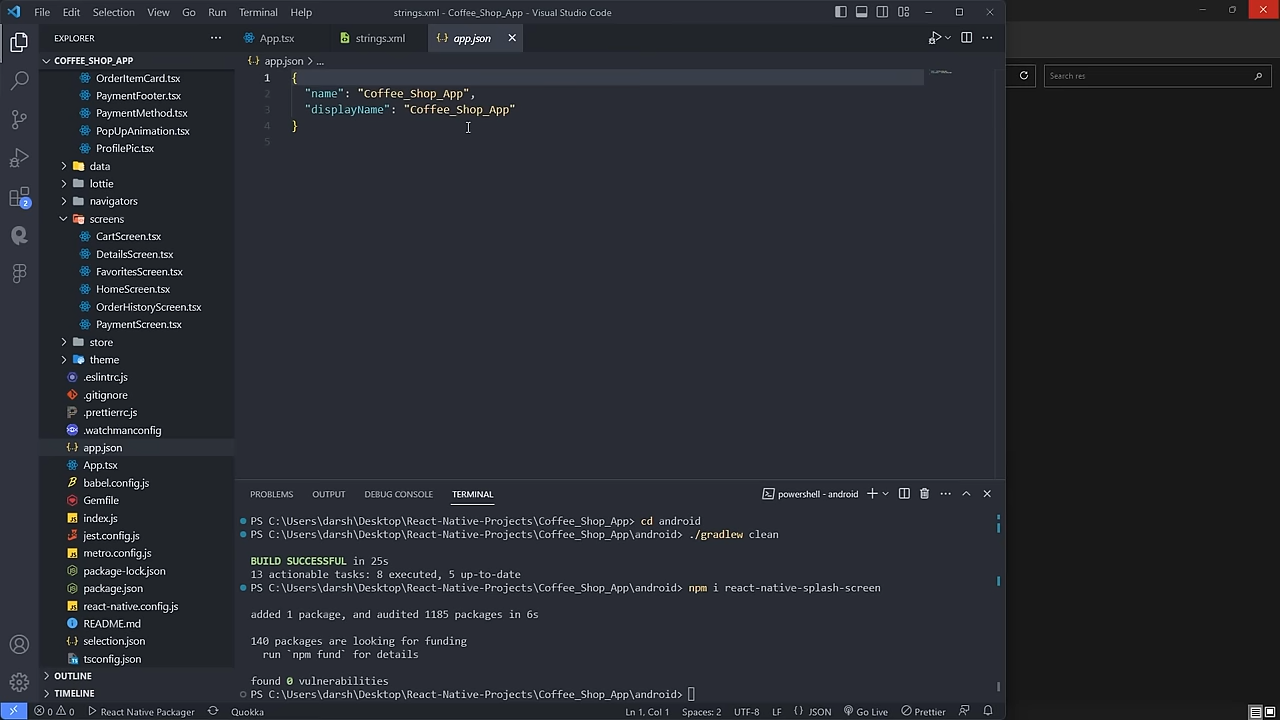 File Edit Selection View Go Run Terminal Help strings.xml - Coffee_Shop_App - Visual Studio Code
EXPLORER
App.tsx strings.xml app.json
COFFEE_SHOP_APP
app.json > ...
Search res
OrderItemCard.tsx
PaymentFooter.tsx
PaymentMethod.tsx
PopUpAnimation.tsx
ProfilePic.tsx
data
lottie
navigators
screens
CartScreen.tsx
DetailsScreen.tsx
FavoritesScreen.tsx
HomeScreen.tsx
OrderHistoryScreen.tsx
PaymentScreen.tsx
store
theme
.eslintrc.js
.gitignore
.prettierrc.js
.watchmanconfig
app.json
App.tsx
babel.config.js
Gemfile
index.js
jest.config.js
metro.config.js
package-lock.json
package.json
react-native.config.js
README.md
selection.json
tsconfig.json
OUTLINE
TIMELINE
2
1 {
2 "name": "Coffee_Shop_App",
3 "displayName": "Coffee_Shop_App"
4 }
5
PROBLEMS OUTPUT DEBUG CONSOLE TERMINAL powershell - android
PS C:\Users\darsh\Desktop\React-Native-Projects\Coffee_Shop_App> cd android
PS C:\Users\darsh\Desktop\React-Native-Projects\Coffee_Shop_App\android> ./gradlew clean
BUILD SUCCESSFUL in 25s
13 actionable tasks: 8 executed, 5 up-to-date
PS C:\Users\darsh\Desktop\React-Native-Projects\Coffee_Shop_App\android> npm i react-native-splash-screen
added 1 package, and audited 1185 packages in 6s
140 packages are looking for funding
run `npm fund` for details
found 0 vulnerabilities
PS C:\Users\darsh\Desktop\React-Native-Projects\Coffee_Shop_App\android>
0 0 React Native Packager Quokka Ln 1, Col 1 Spaces: 2 UTF-8 LF {} JSON Go Live Prettier